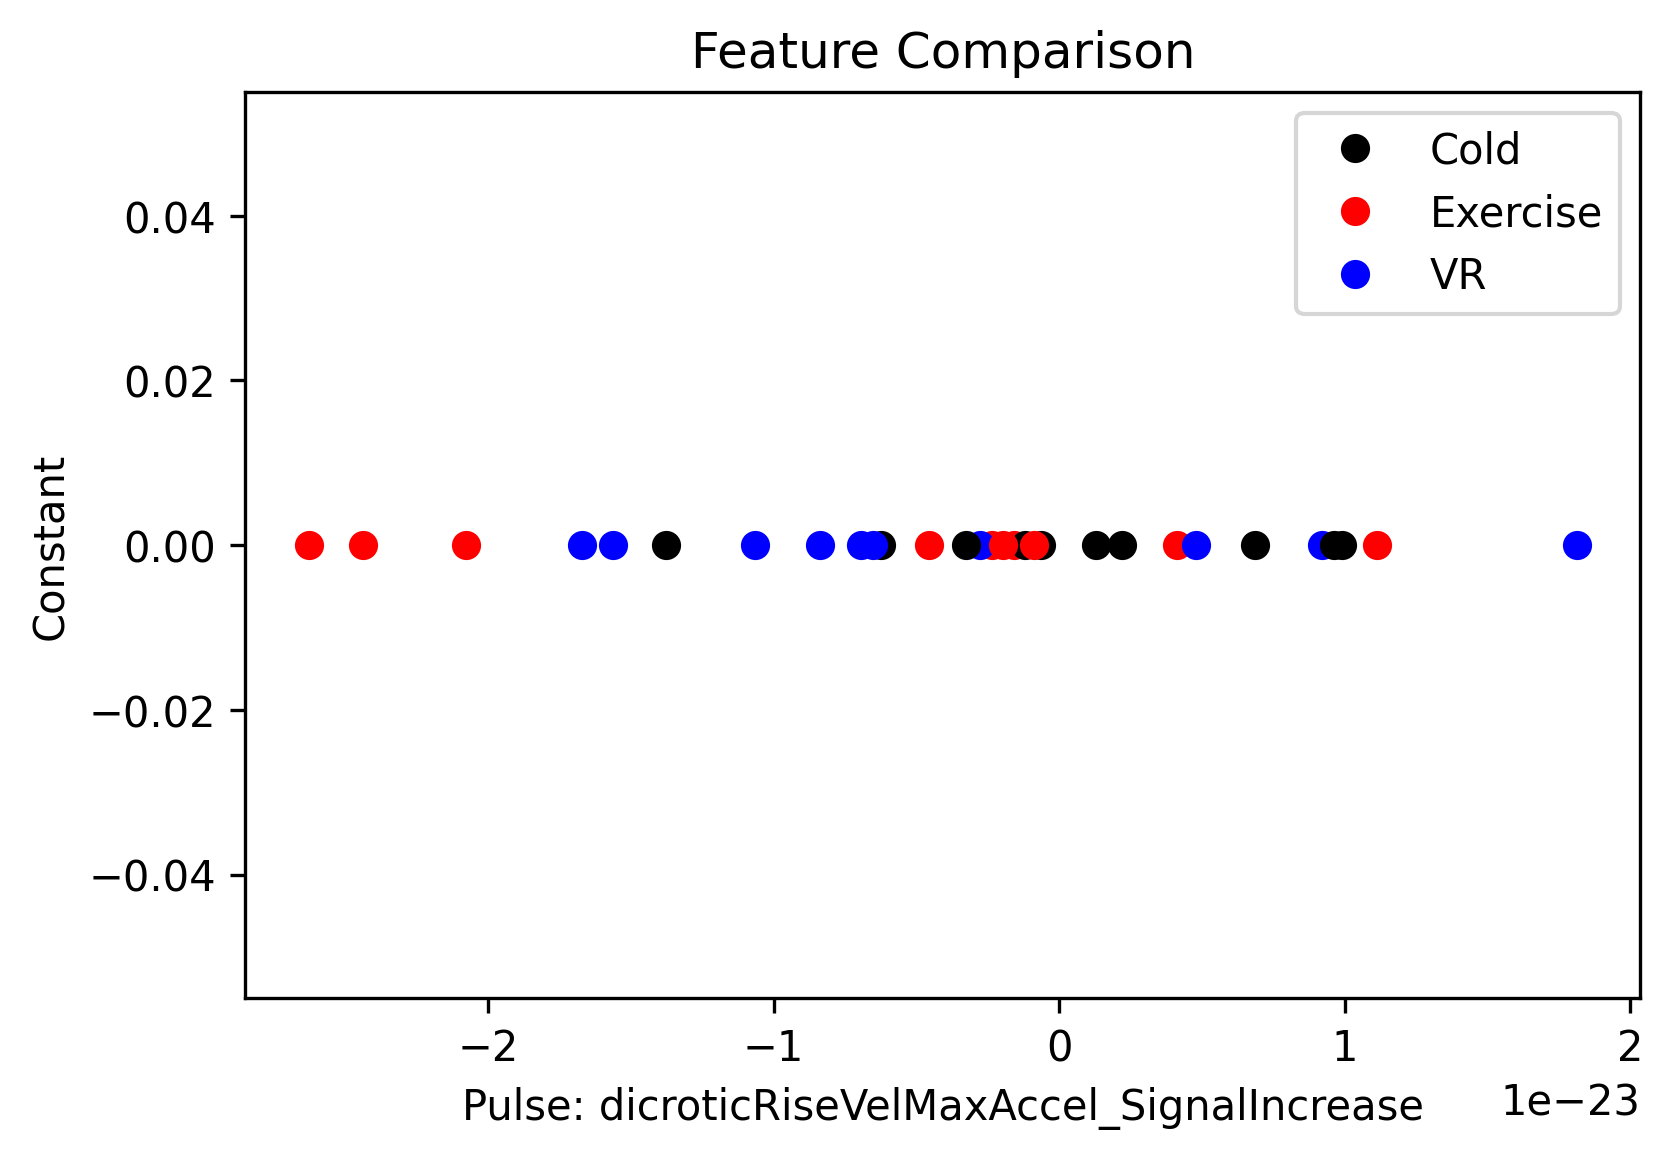 Feature Comparison
Cold
Exercise
VR
0.04
0.02
0.00
−0.02
−0.04
Constant
−2
−1
0
1
2
1e−23
Pulse: dicroticRiseVelMaxAccel_SignalIncrease